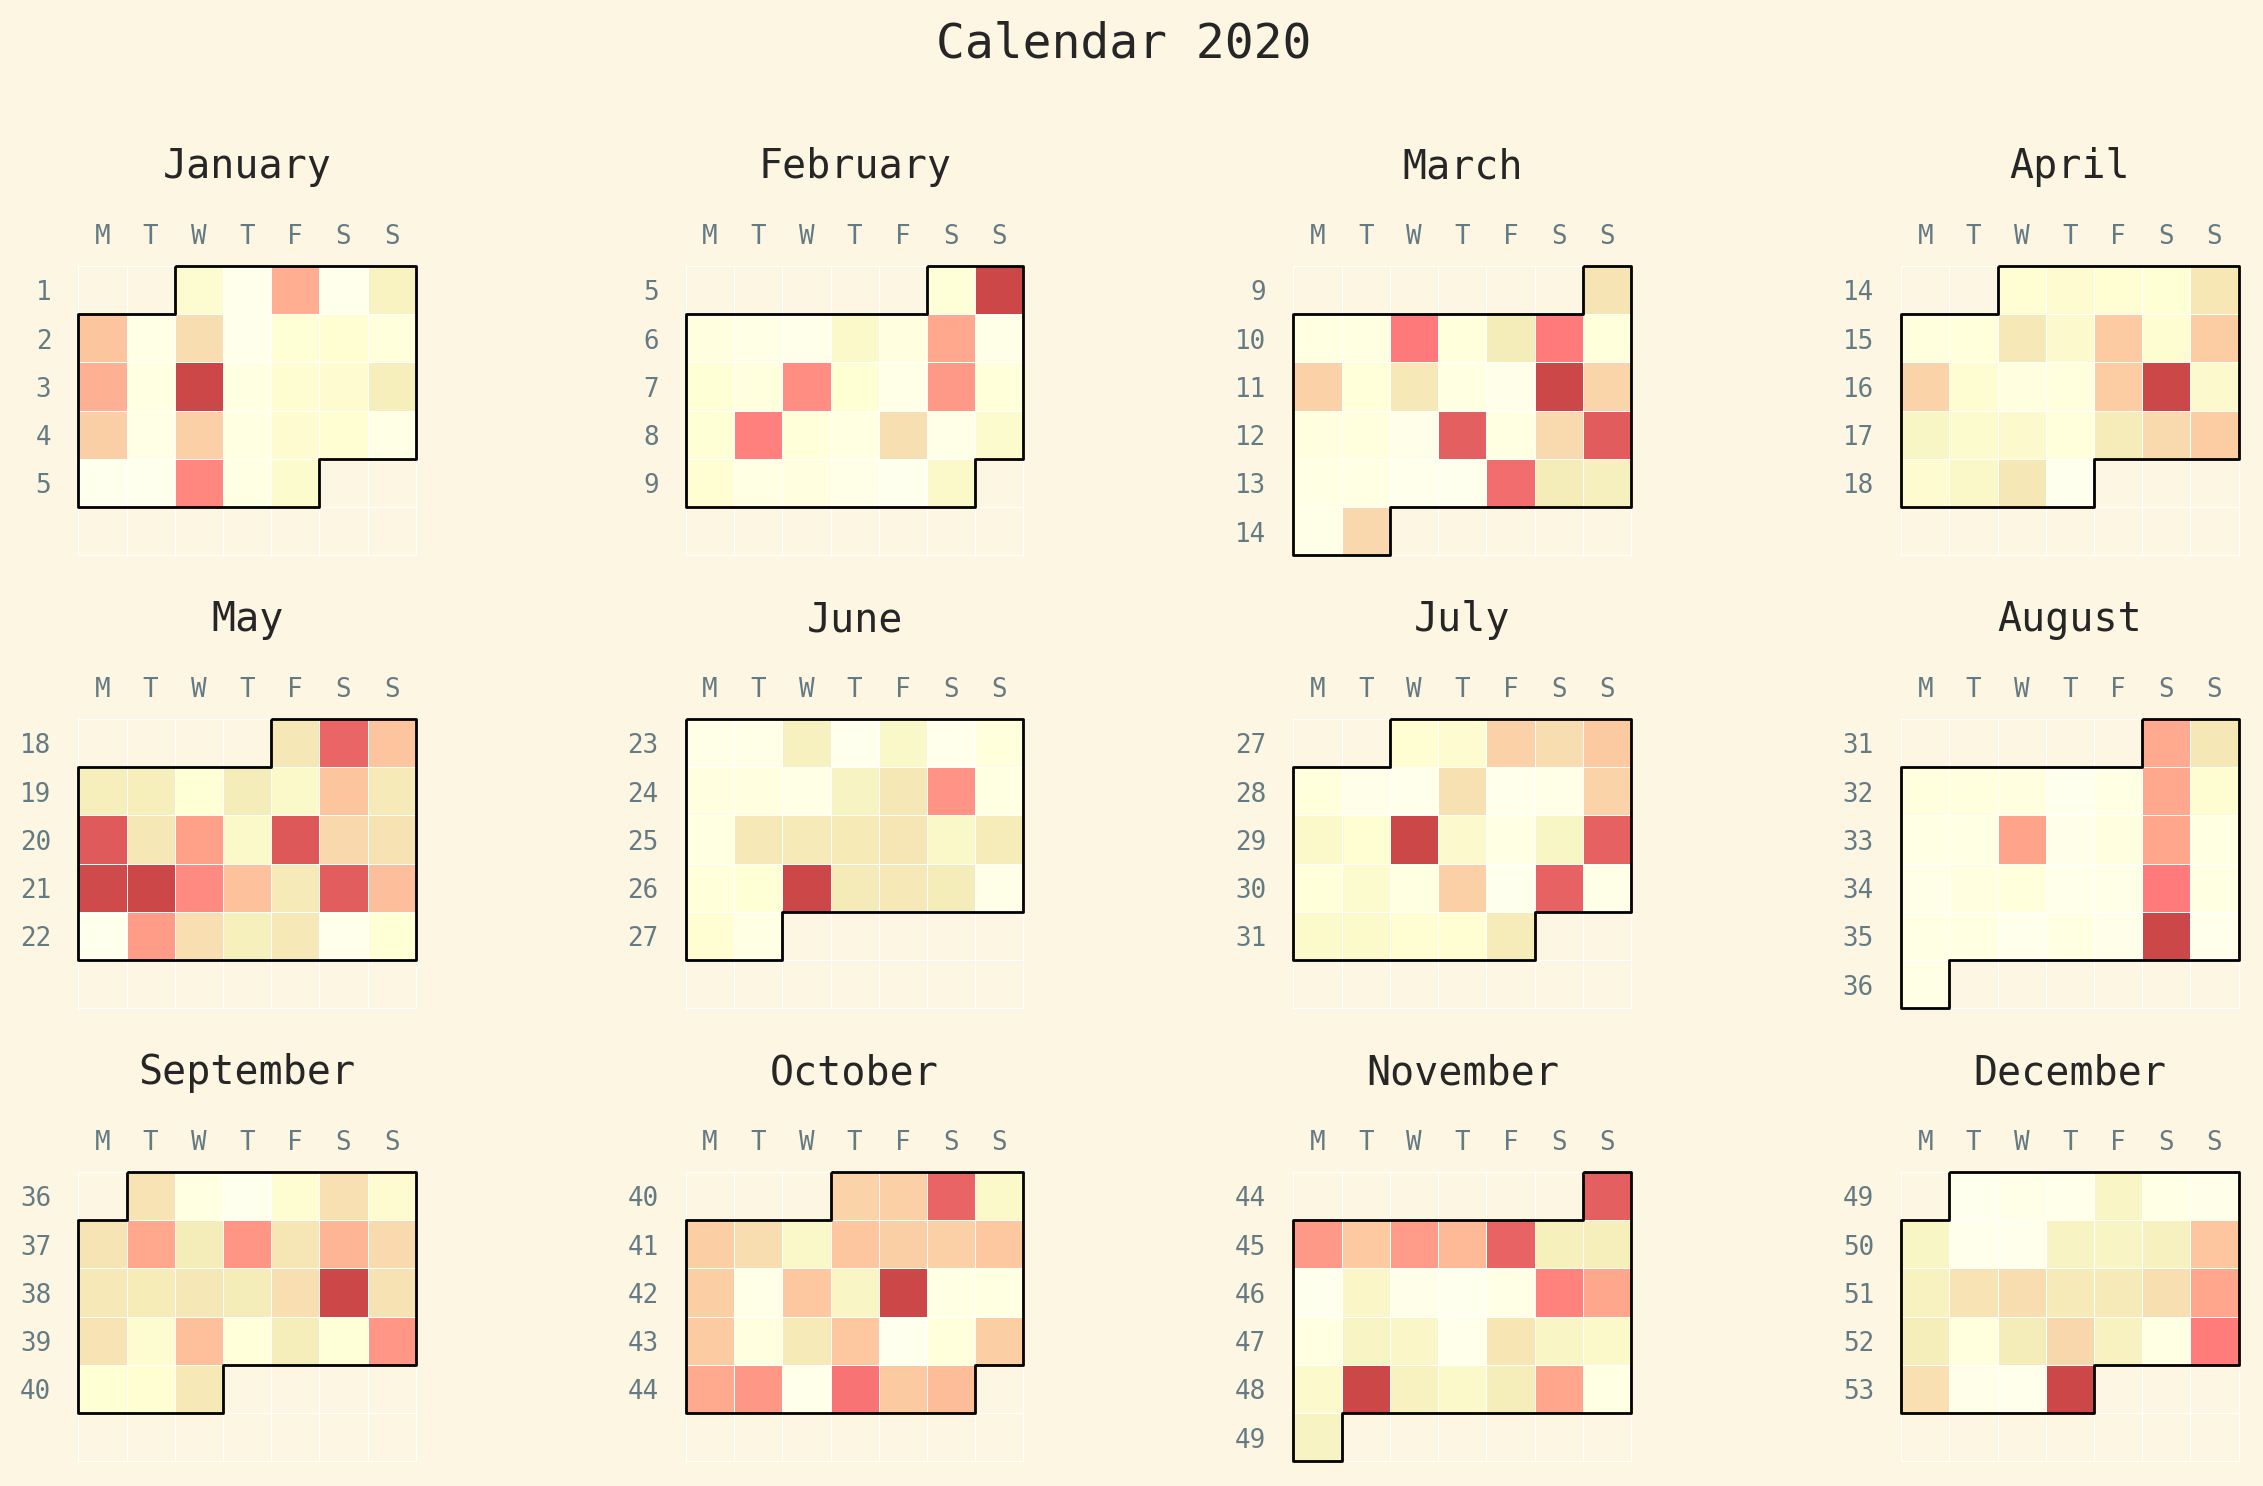 Calendar 2020
January February March April
M T W T F S S M T W T F S S M T W T F S S M T W T F S S
1 5 9 14
2 6 10 15
3 7 11 16
4 8 12 17
5 9 13 18
14
May June July August
M T W T F S S M T W T F S S M T W T F S S M T W T F S S
18 23 27 31
19 24 28 32
20 25 29 33
21 26 30 34
22 27 31 35
36
September October November December
M T W T F S S M T W T F S S M T W T F S S M T W T F S S
36 40 44 49
37 41 45 50
38 42 46 51
39 43 47 52
40 44 48 53
49